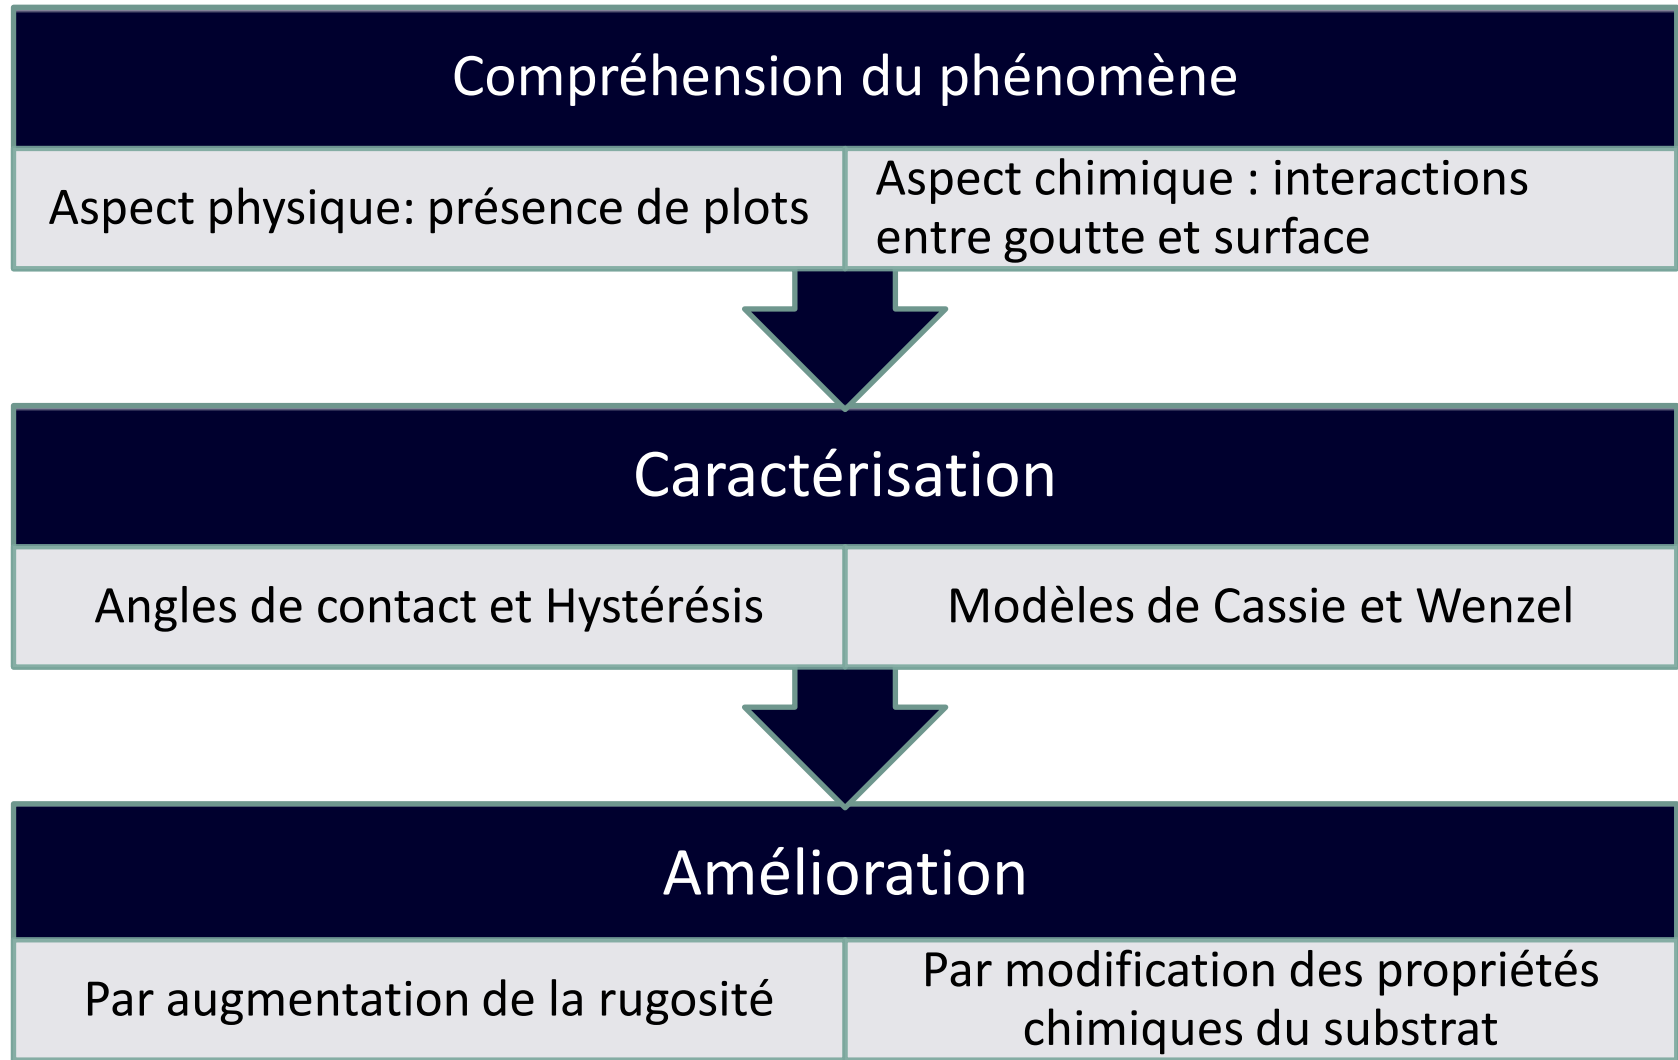 Compréhension du phénomène
Aspect physique: présence de plots
Aspect chimique : interactions
entre goutte et surface
Caractérisation
Angles de contact et Hystérésis
Modèles de Cassie et Wenzel
Amélioration
Par augmentation de la rugosité
Par modification des propriétés
chimiques du substrat